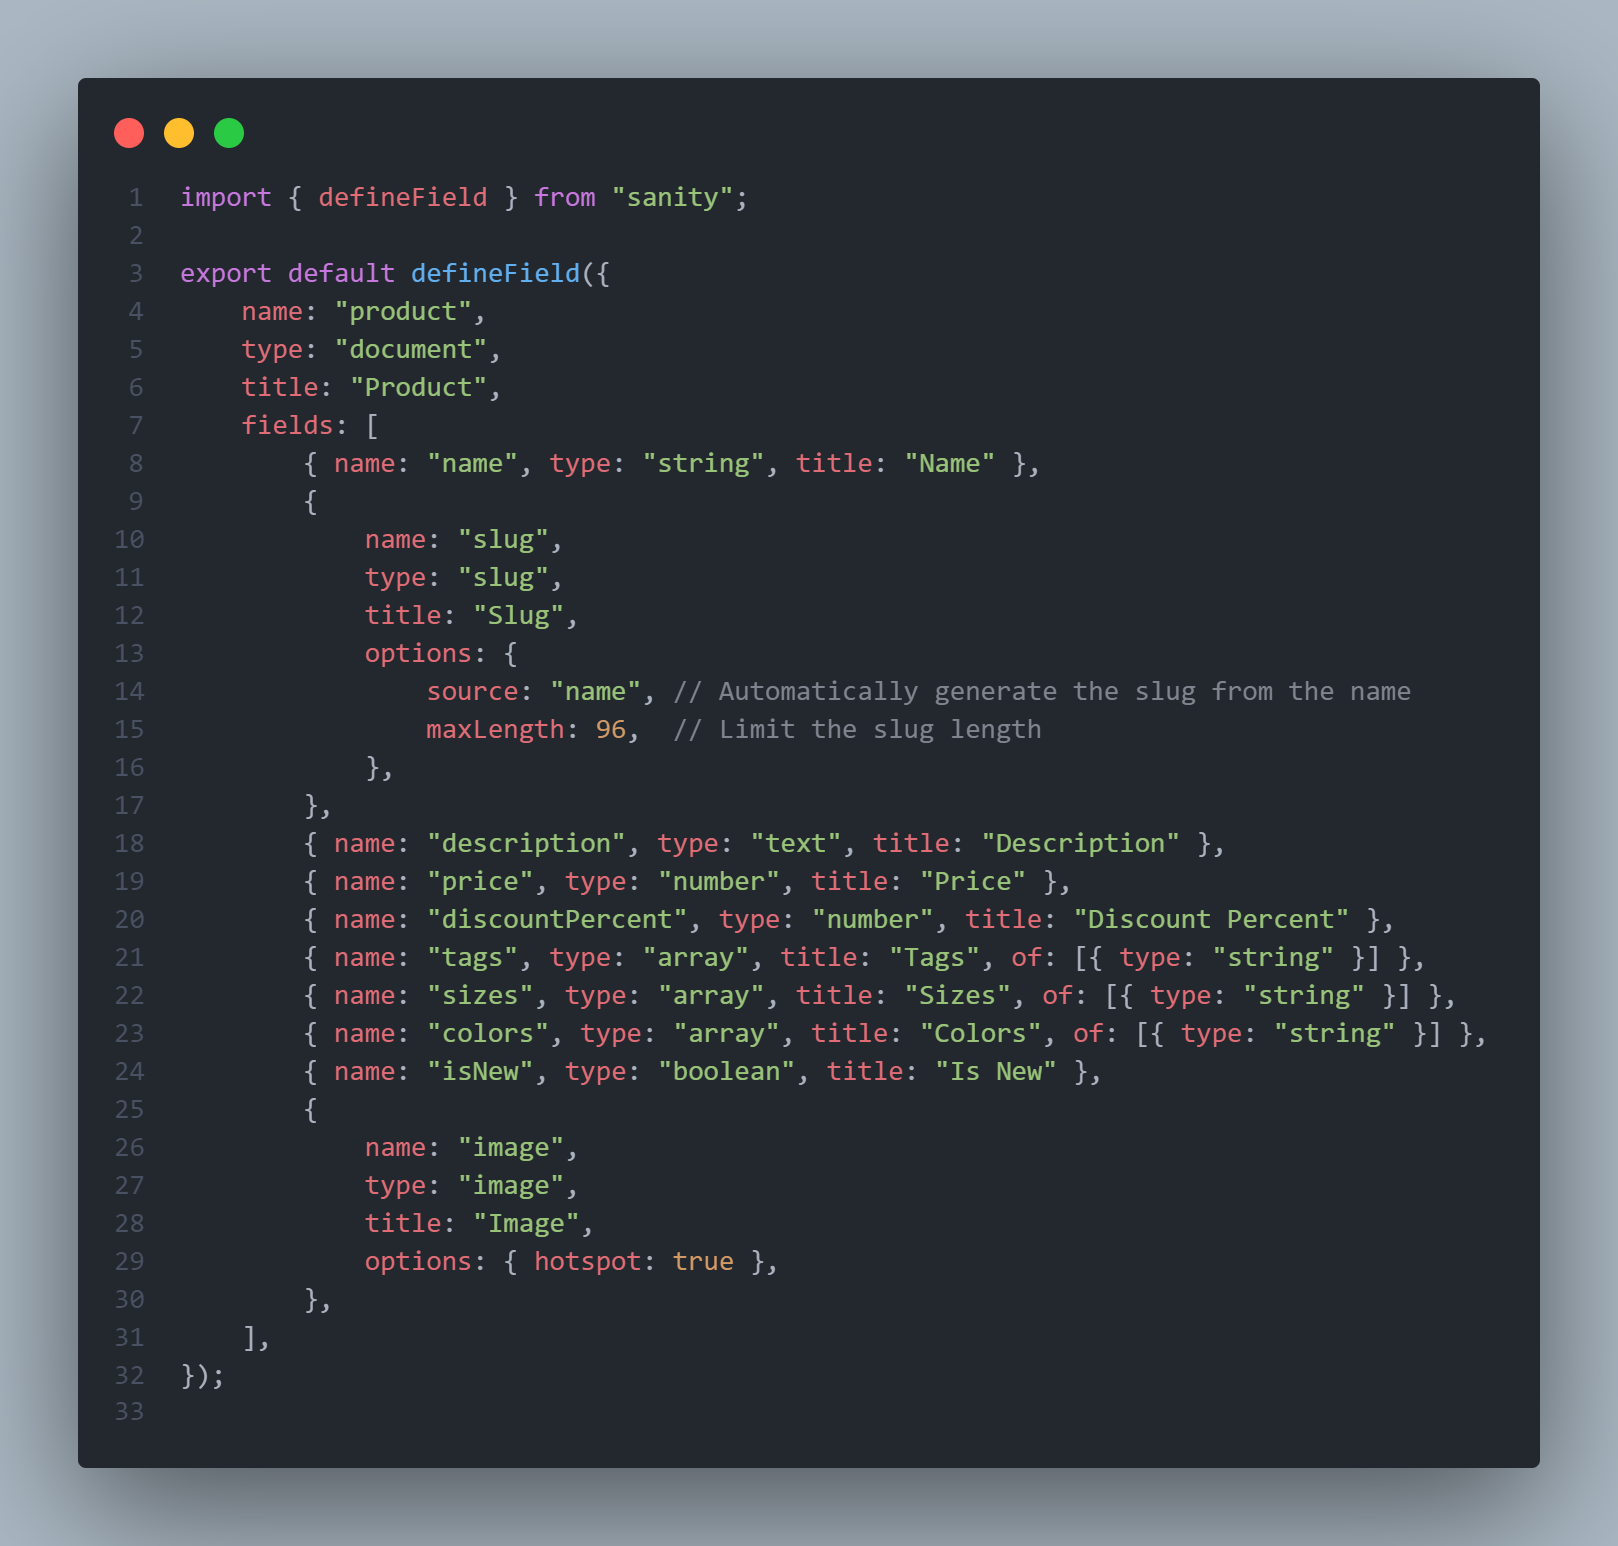 1 import { defineField } from "sanity";
2
3 export default defineField({
4     name: "product",
5     type: "document",
6     title: "Product",
7     fields: [
8         { name: "name", type: "string", title: "Name" },
9         {
10             name: "slug",
11             type: "slug",
12             title: "Slug",
13             options: {
14                 source: "name", // Automatically generate the slug from the name
15                 maxLength: 96,  // Limit the slug length
16             },
17         },
18         { name: "description", type: "text", title: "Description" },
19         { name: "price", type: "number", title: "Price" },
20         { name: "discountPercent", type: "number", title: "Discount Percent" },
21         { name: "tags", type: "array", title: "Tags", of: [{ type: "string" }] },
22         { name: "sizes", type: "array", title: "Sizes", of: [{ type: "string" }] },
23         { name: "colors", type: "array", title: "Colors", of: [{ type: "string" }] },
24         { name: "isNew", type: "boolean", title: "Is New" },
25         {
26             name: "image",
27             type: "image",
28             title: "Image",
29             options: { hotspot: true },
30         },
31     ],
32 });
33